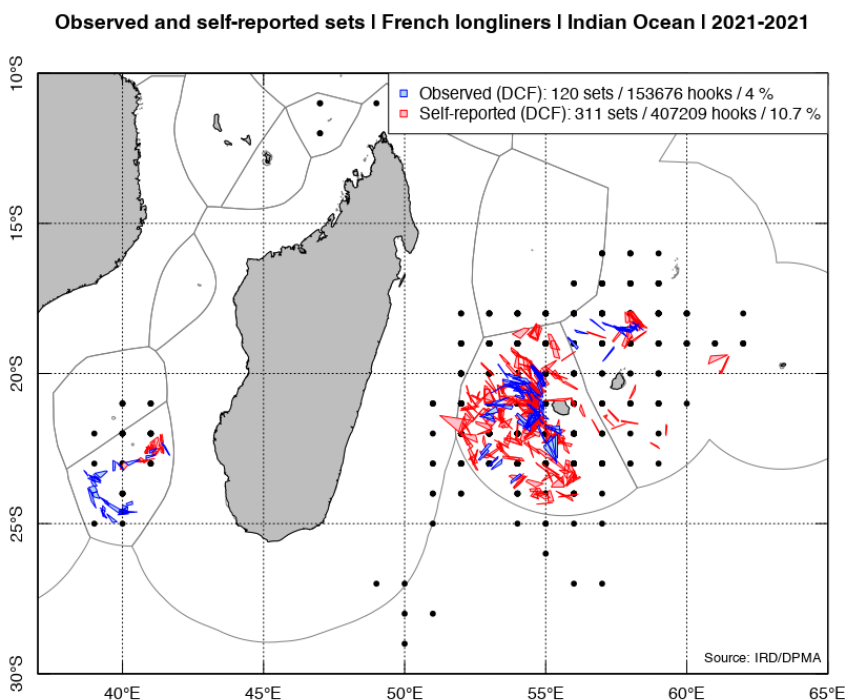 Observed and self-reported sets l French longliners l Indian Ocean l 2021-2021
Observed (DCF): 120 sets / 153676 hooks / 4 %
Self-reported (DCF): 311 sets / 407209 hooks / 10.7 %
10°S
15°S
20°S
25°S
30°S
Source: IRD/DPMA
40°E
45°E
50°E
55°E
60°E
65°E